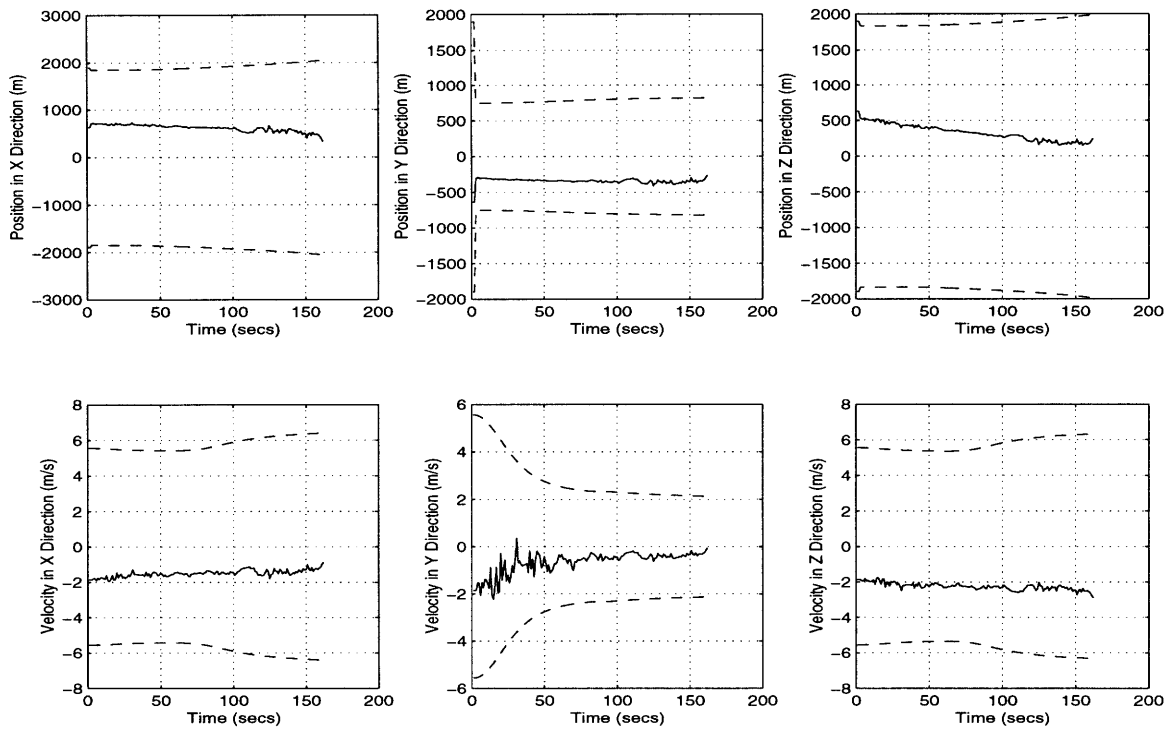 Position in X Direction (m)
3000
2000
1000
0
−1000
−2000
−3000
0 50 100 150 200
Time (secs)
Position in Y Direction (m)
2000
1500
1000
500
0
−500
−1000
−1500
−2000
0 50 100 150 200
Time (secs)
Position in Z Direction (m)
2000
1500
1000
500
0
500
1000
1500
−2000
0 50 100 150 200
Time (secs)
Velocity in X Direction (m/s)
8
6
4
2
0
−2
−4
−6
−8
0 50 100 150 200
Time (secs)
Velocity in Y Direction (m/s)
6
4
2
0
−2
−4
−6
0 50 100 150 200
Time (secs)
Velocity in Z Direction (m/s)
8
6
4
2
0
−2
−4
−6
−8
0 50 100 150 200
Time (secs)